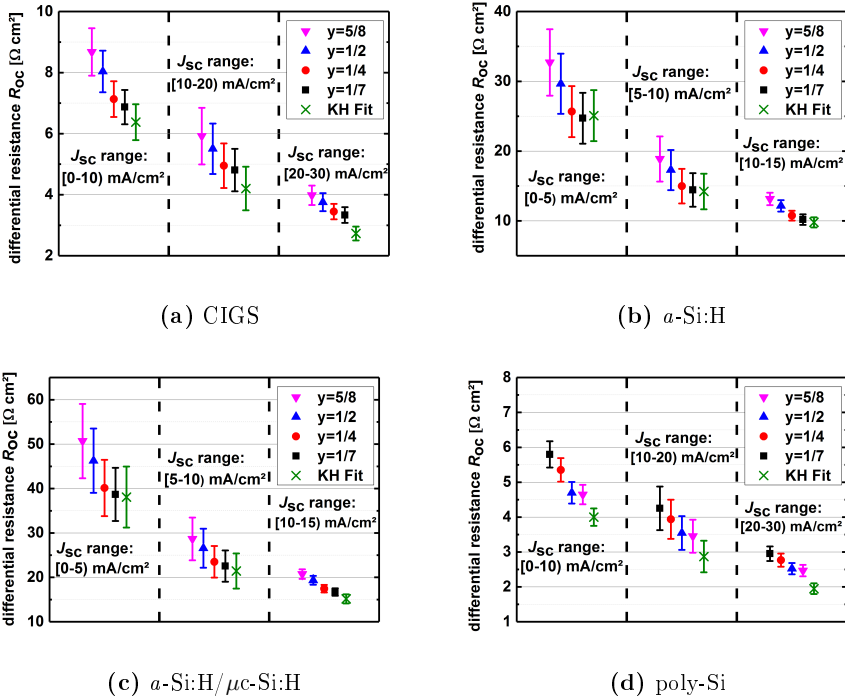 differential resistance R_OC [Ω cm²]
10
8
6
4
2
J_SC range:
[0-10) mA/cm²
J_SC range:
[10-20) mA/cm²
J_SC range:
[20-30) mA/cm²
y=5/8
y=1/2
y=1/4
y=1/7
KH Fit
(a) CIGS
differential resistance R_OC [Ω cm²]
40
30
20
10
J_SC range:
[0-5) mA/cm²
J_SC range:
[5-10) mA/cm²
J_SC range:
[10-15) mA/cm²
y=5/8
y=1/2
y=1/4
y=1/7
KH Fit
(b) a-Si:H
differential resistance R_OC [Ω cm²]
60
50
40
30
20
10
J_SC range:
[0-5) mA/cm²
J_SC range:
[5-10) mA/cm²
J_SC range:
[10-15) mA/cm²
y=5/8
y=1/2
y=1/4
y=1/7
KH Fit
(c) a-Si:H/μc-Si:H
differential resistance R_OC [Ω cm²]
8
7
6
5
4
3
2
1
J_SC range:
[0-10) mA/cm²
J_SC range:
[10-20) mA/cm²
J_SC range:
[20-30) mA/cm²
y=5/8
y=1/2
y=1/4
y=1/7
KH Fit
(d) poly-Si